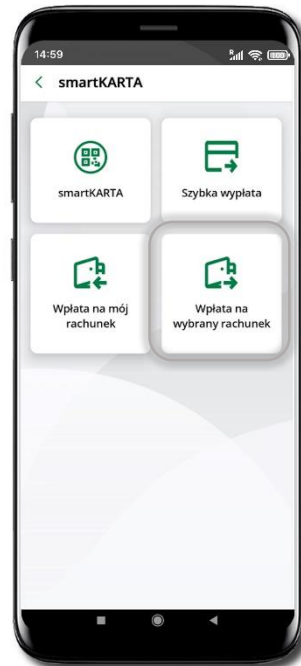 14:59
smartKARTA
smartKARTA
Szybka wypłata
Wpłata na mój
rachunek
Wpłata na
wybrany rachunek